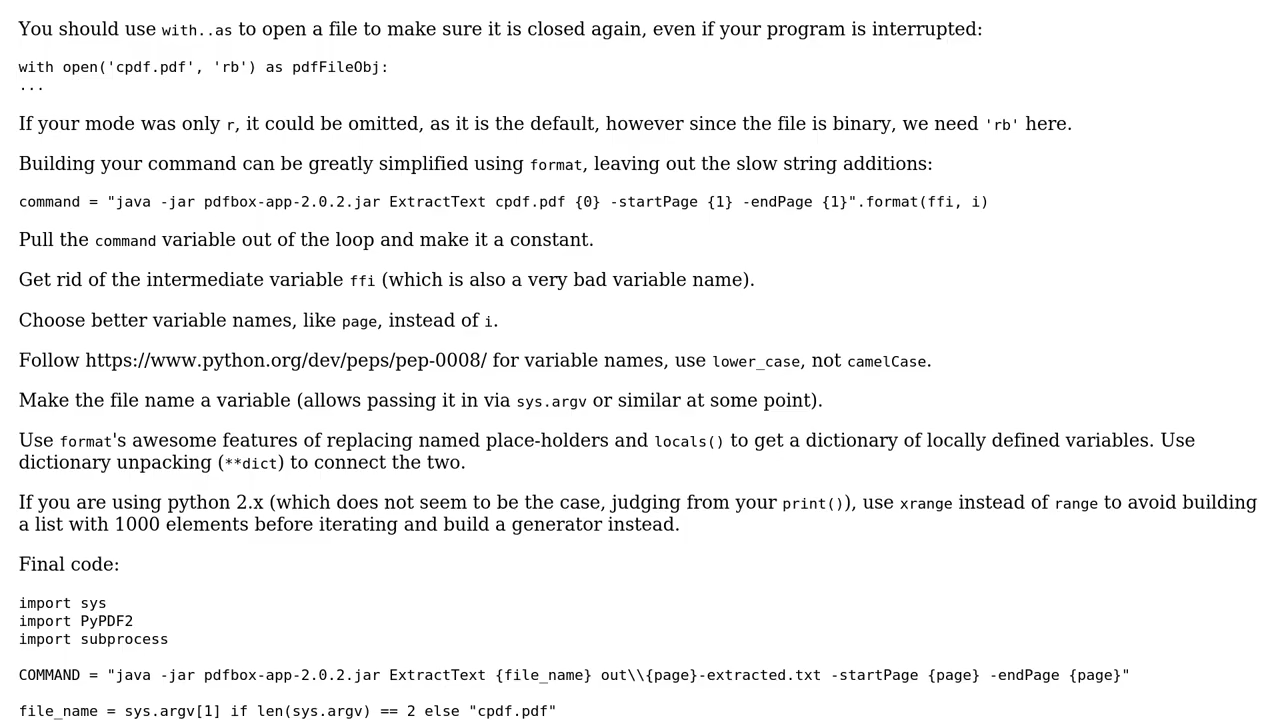 You should use with..as to open a file to make sure it is closed again, even if your program is interrupted:
with open('cpdf.pdf', 'rb') as pdfFileObj:
...
If your mode was only r, it could be omitted, as it is the default, however since the file is binary, we need 'rb' here.
Building your command can be greatly simplified using format, leaving out the slow string additions:
command = "java -jar pdfbox-app-2.0.2.jar ExtractText cpdf.pdf {0} -startPage {1} -endPage {1}".format(ffi, i)
Pull the command variable out of the loop and make it a constant.
Get rid of the intermediate variable ffi (which is also a very bad variable name).
Choose better variable names, like page, instead of i.
Follow https://www.python.org/dev/peps/pep-0008/ for variable names, use lower_case, not camelCase.
Make the file name a variable (allows passing it in via sys.argv or similar at some point).
Use format's awesome features of replacing named place-holders and locals() to get a dictionary of locally defined variables. Use
dictionary unpacking (**dict) to connect the two.
If you are using python 2.x (which does not seem to be the case, judging from your print()), use xrange instead of range to avoid building
a list with 1000 elements before iterating and build a generator instead.
Final code:
import sys
import PyPDF2
import subprocess
COMMAND = "java -jar pdfbox-app-2.0.2.jar ExtractText {file_name} out\\{page}-extracted.txt -startPage {page} -endPage {page}"
file_name = sys.argv[1] if len(sys.argv) == 2 else "cpdf.pdf"